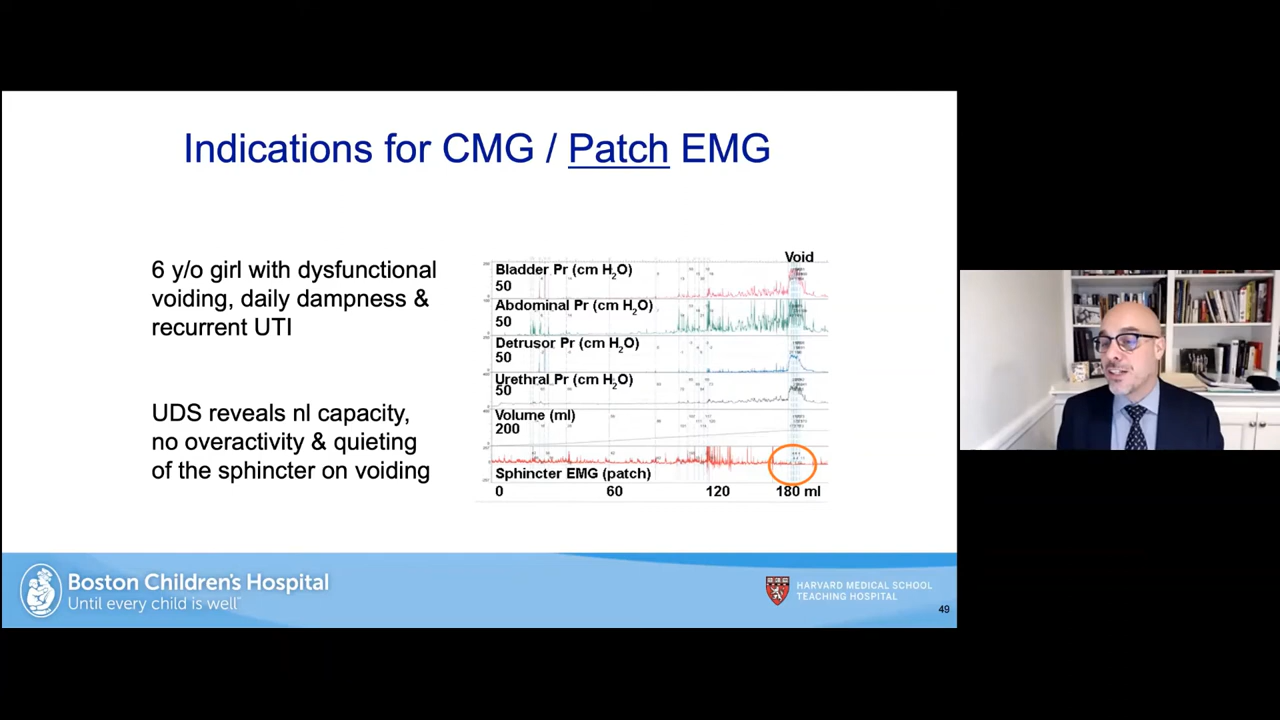 Indications for CMG / Patch EMG
6 y/o girl with dysfunctional
voiding, daily dampness &
recurrent UTI
UDS reveals nl capacity,
no overactivity & quieting
of the sphincter on voiding
Void
Bladder Pr (cm H2O)
50
Abdominal Pr (cm H2O)
50
Detrusor Pr (cm H2O)
50
Urethral Pr (cm H2O)
50
Volume (ml)
200
Sphincter EMG (patch)
0 60 120 180 ml
Boston Children's Hospital
Until every child is well™
HARVARD MEDICAL SCHOOL
TEACHING HOSPITAL
49